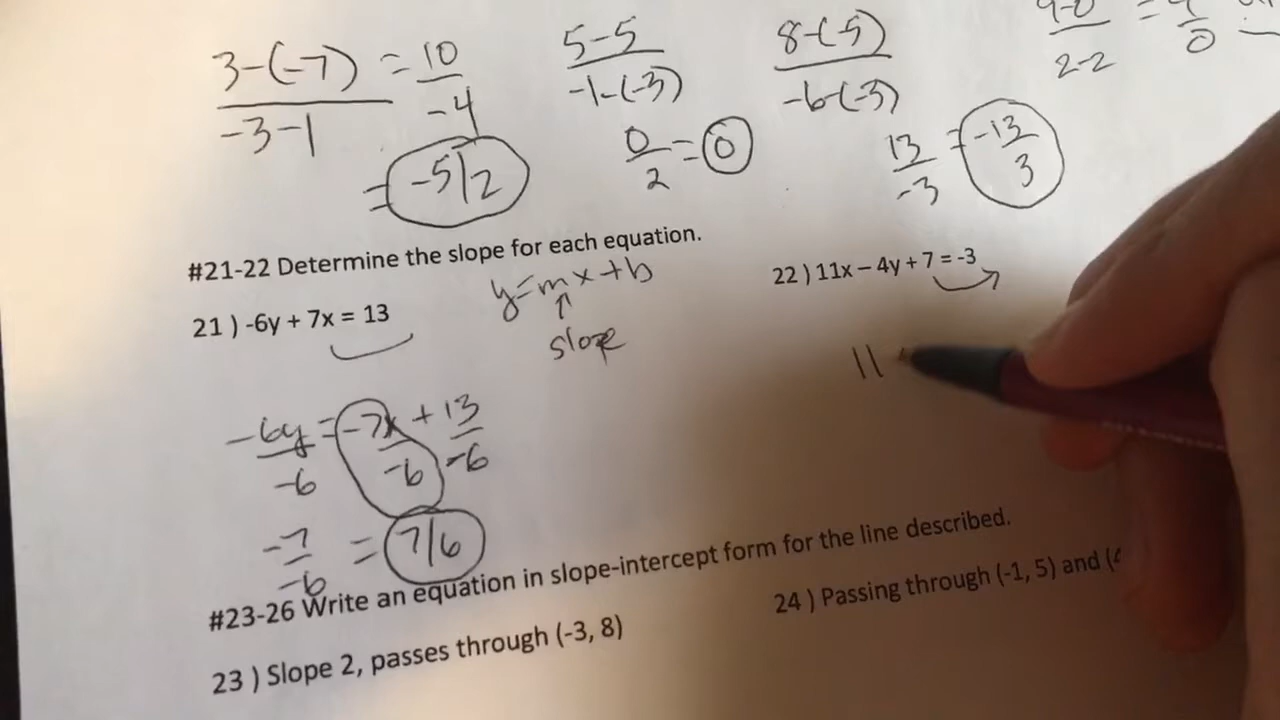 3-(-7) = 10
-3-1 -4
= -5/2
5-5
-1-(-3)
0 = 0
2
8-(-5)
-6-(-3)
13 = -13
-3 3
2-2 0
#21-22 Determine the slope for each equation.
21 ) -6y + 7x = 13
y=mx+b
slope
22 ) 11x – 4y + 7 = -3
11
-6y = -7x + 13
-6 -6 -6
-7 = 7/6
-6
#23-26 Write an equation in slope-intercept form for the line described.
23 ) Slope 2, passes through (-3, 8)
24 ) Passing through (-1, 5) and (